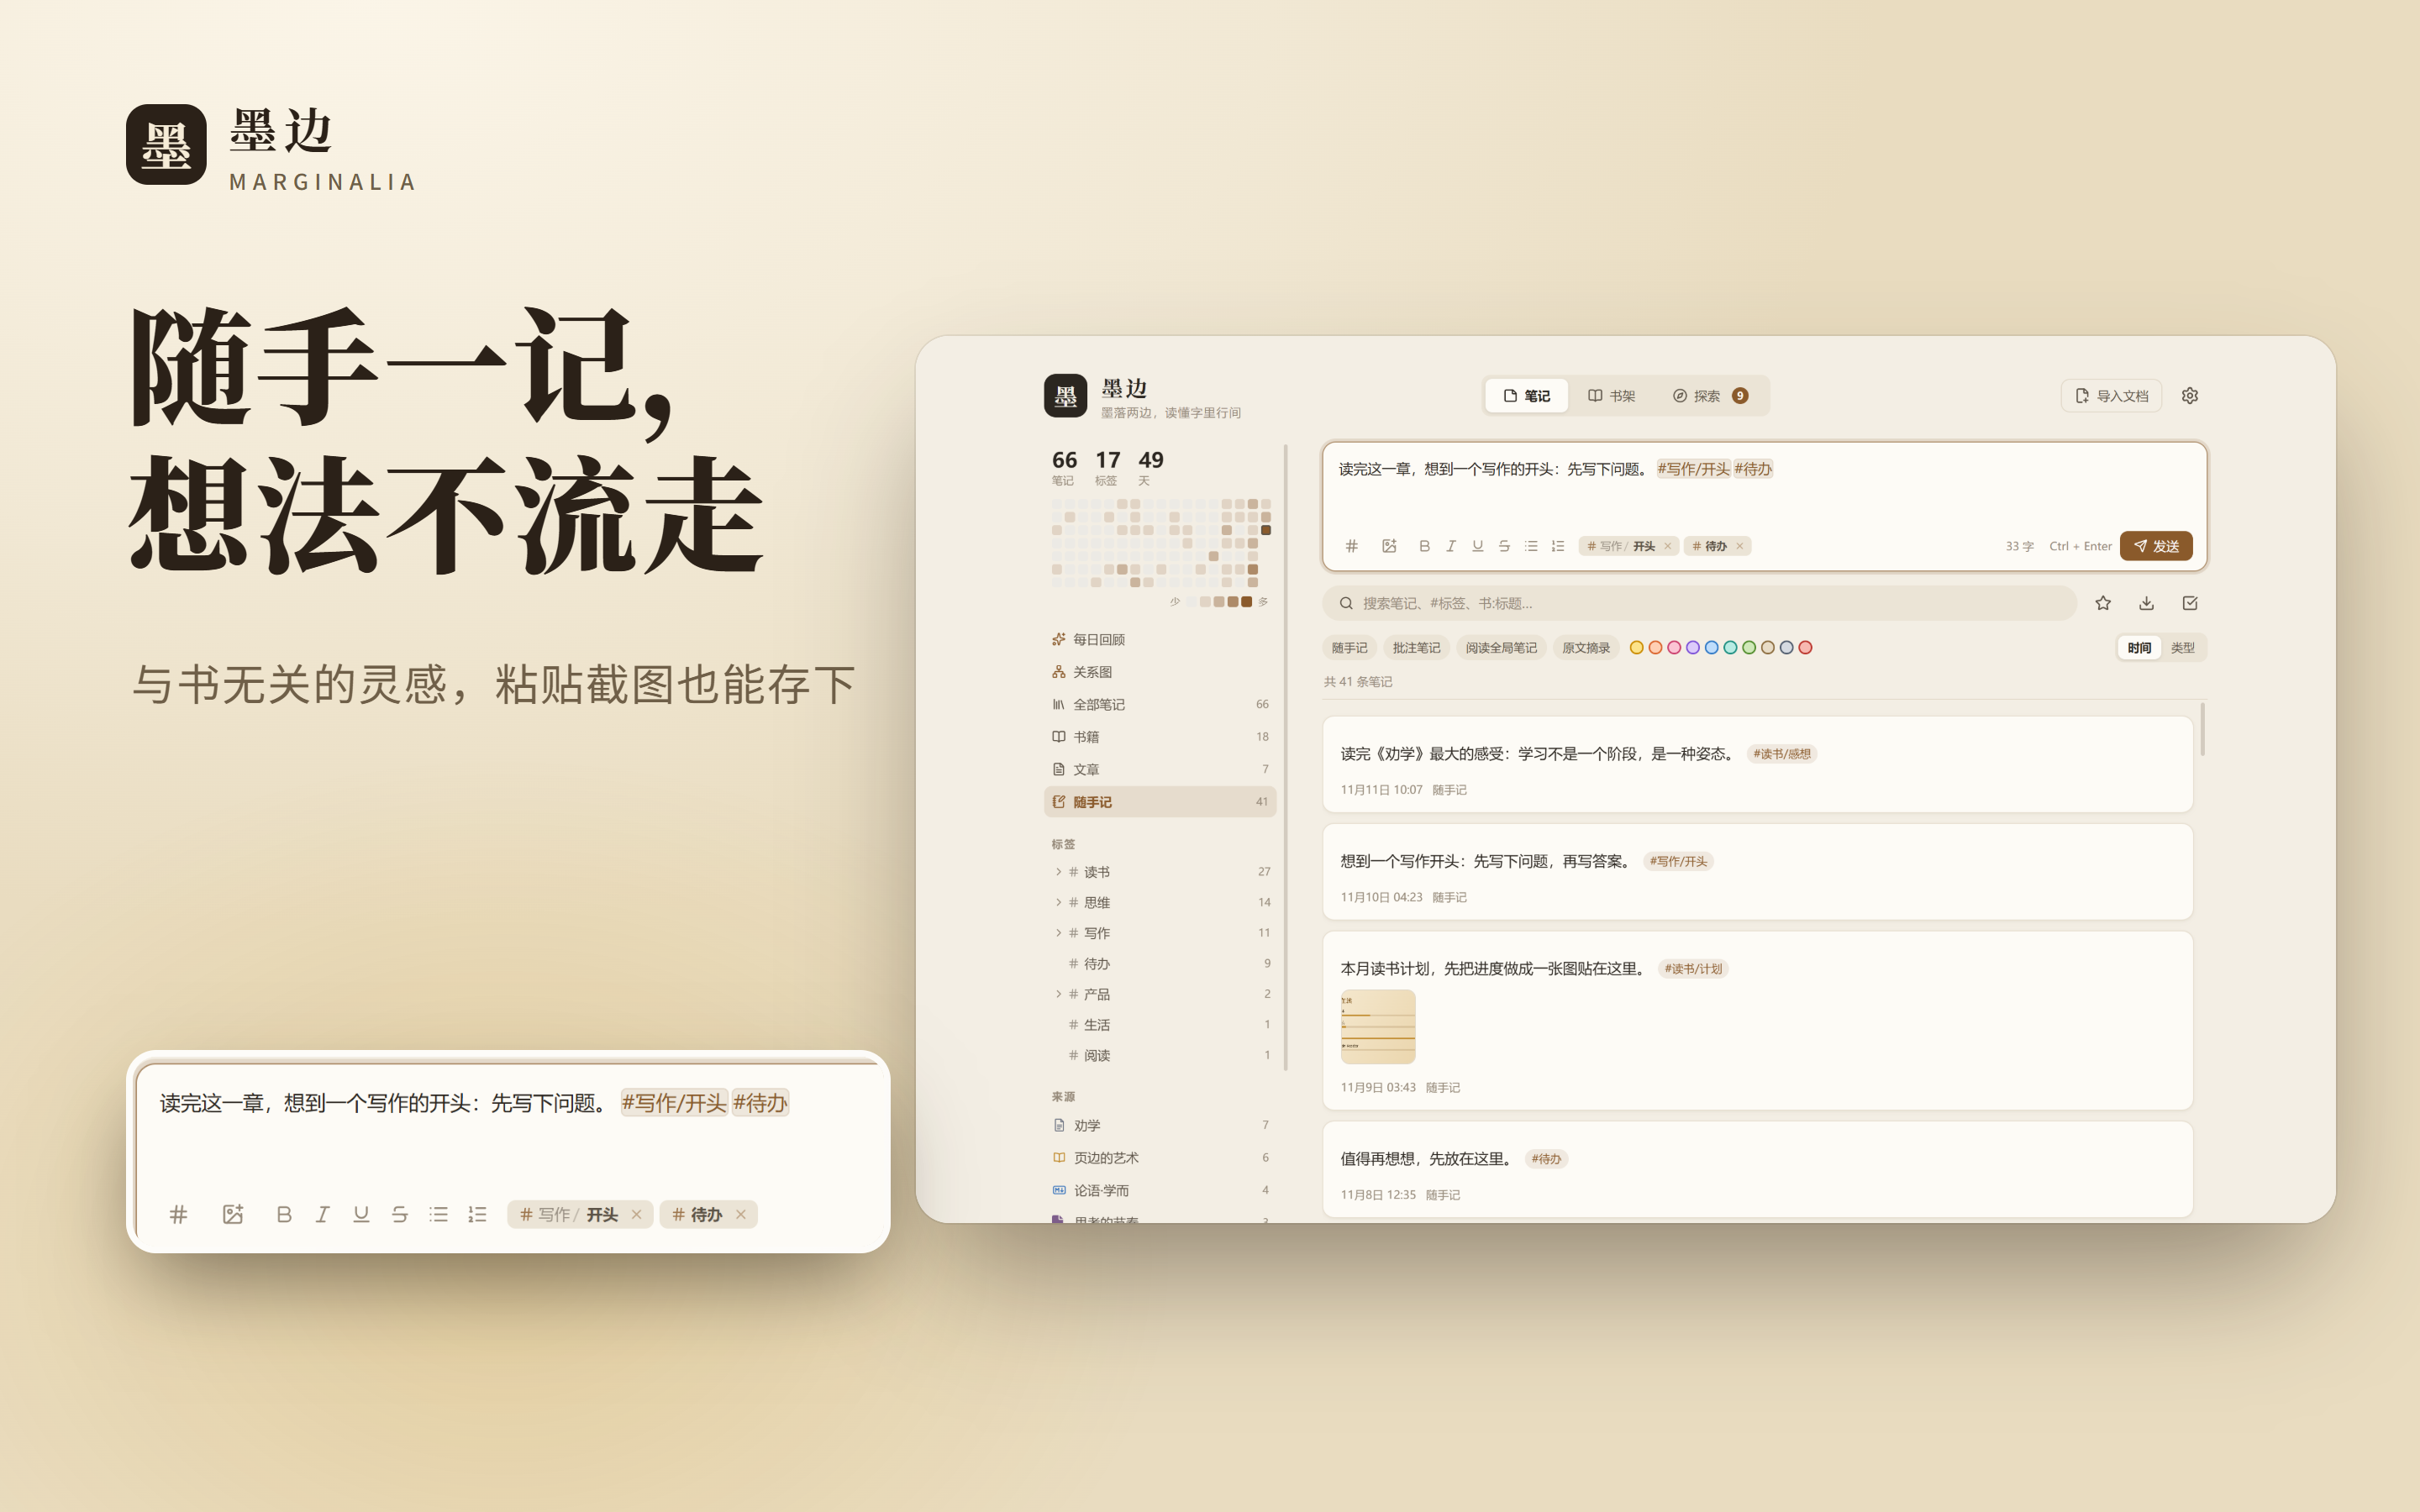 墨
墨边
MARGINALIA
随手一记，
想法不流走
与书无关的灵感，粘贴截图也能存下
读完这一章，想到一个写作的开头：先写下问题。 #写作/开头 #待办
# B I U S # 写作 / 开头 × # 待办 ×
墨
墨边
墨落两边，读懂字里行间
笔记 书架 探索 9
导入文档
66 17 49
笔记 标签 天
少 多
每日回顾
关系图
全部笔记 66
书籍 18
文章 7
随手记 41
标签
# 读书 27
# 思维 14
# 写作 11
# 待办 9
# 产品 2
# 生活 1
# 阅读 1
来源
劝学 7
页边的艺术 6
论语·学而 4
思考的节奏 3
读完这一章，想到一个写作的开头：先写下问题。 #写作/开头 #待办
# B I U S # 写作 / 开头 × # 待办 × 33 字 Ctrl + Enter 发送
搜索笔记、#标签、书:标题...
随手记 批注笔记 阅读全局笔记 原文摘录 时间 类型
共 41 条笔记
读完《劝学》最大的感受：学习不是一个阶段，是一种姿态。 #读书/感想
11月11日 10:07 随手记
想到一个写作开头：先写下问题，再写答案。 #写作/开头
11月10日 04:23 随手记
本月读书计划，先把进度做成一张图贴在这里。 #读书/计划
11月9日 03:43 随手记
值得再想想，先放在这里。 #待办
11月8日 12:35 随手记